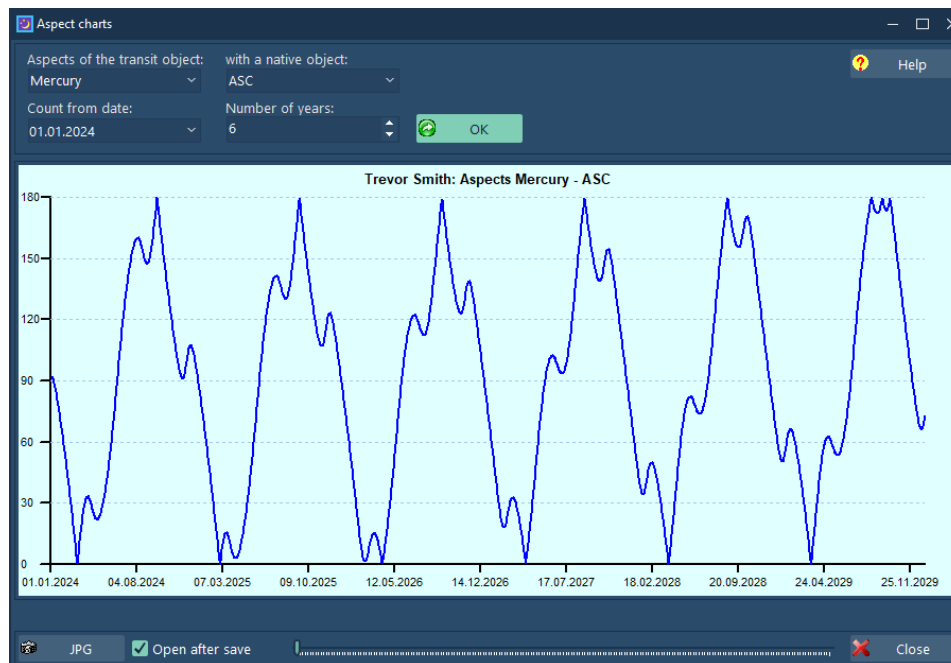 Aspect charts
Aspects of the transit object: with a native object:
Mercury ASC
Help
Count from date: Number of years:
01.01.2024 6 OK
Trevor Smith: Aspects Mercury - ASC
180
150
120
90
60
30
0
01.01.2024 04.08.2024 07.03.2025 09.10.2025 12.05.2026 14.12.2026 17.07.2027 18.02.2028 20.09.2028 24.04.2029 25.11.2029
JPG Open after save Close